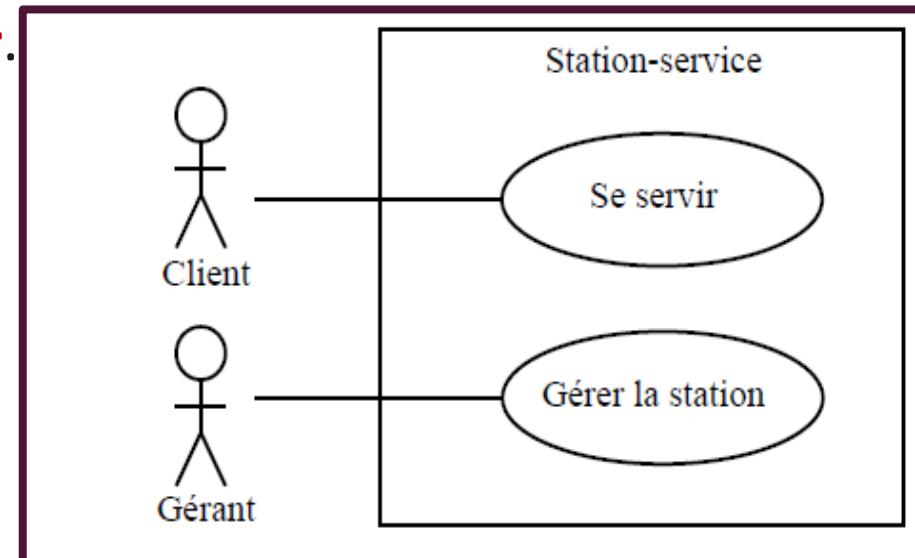 Station-service
Se servir
Client
Gérer la station
Gérant